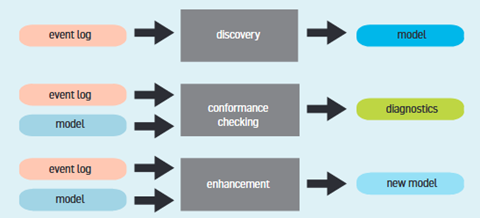 event log
discovery
model
event log
model
conformance
checking
diagnostics
event log
model
enhancement
new model